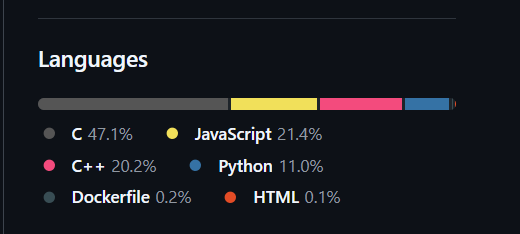 Languages
C 47.1% JavaScript 21.4%
C++ 20.2% Python 11.0%
Dockerfile 0.2% HTML 0.1%